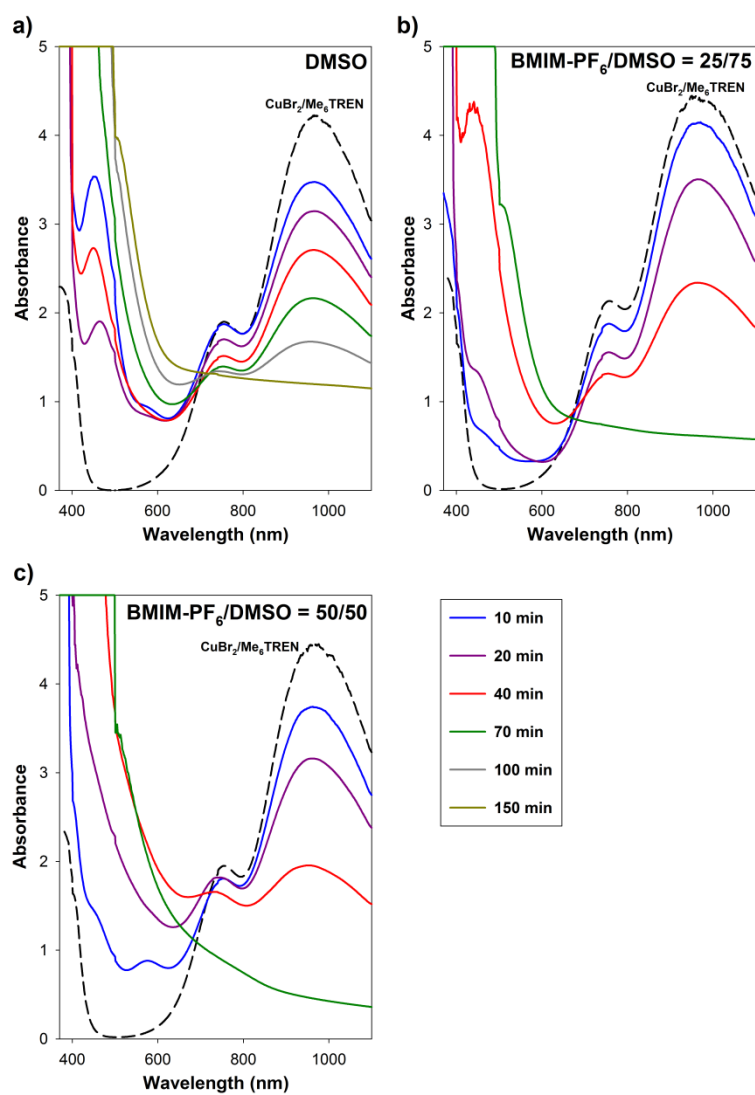 a)
DMSO
CuBr2/Me6TREN
5
4
3
2
1
0
Absorbance
400
600
800
1000
Wavelength (nm)
b)
BMIM-PF6/DMSO = 25/75
CuBr2/Me6TREN
5
4
3
2
1
0
Absorbance
400
600
800
1000
Wavelength (nm)
c)
BMIM-PF6/DMSO = 50/50
CuBr2/Me6TREN
5
4
3
2
1
0
Absorbance
400
600
800
1000
Wavelength (nm)
10 min
20 min
40 min
70 min
100 min
150 min